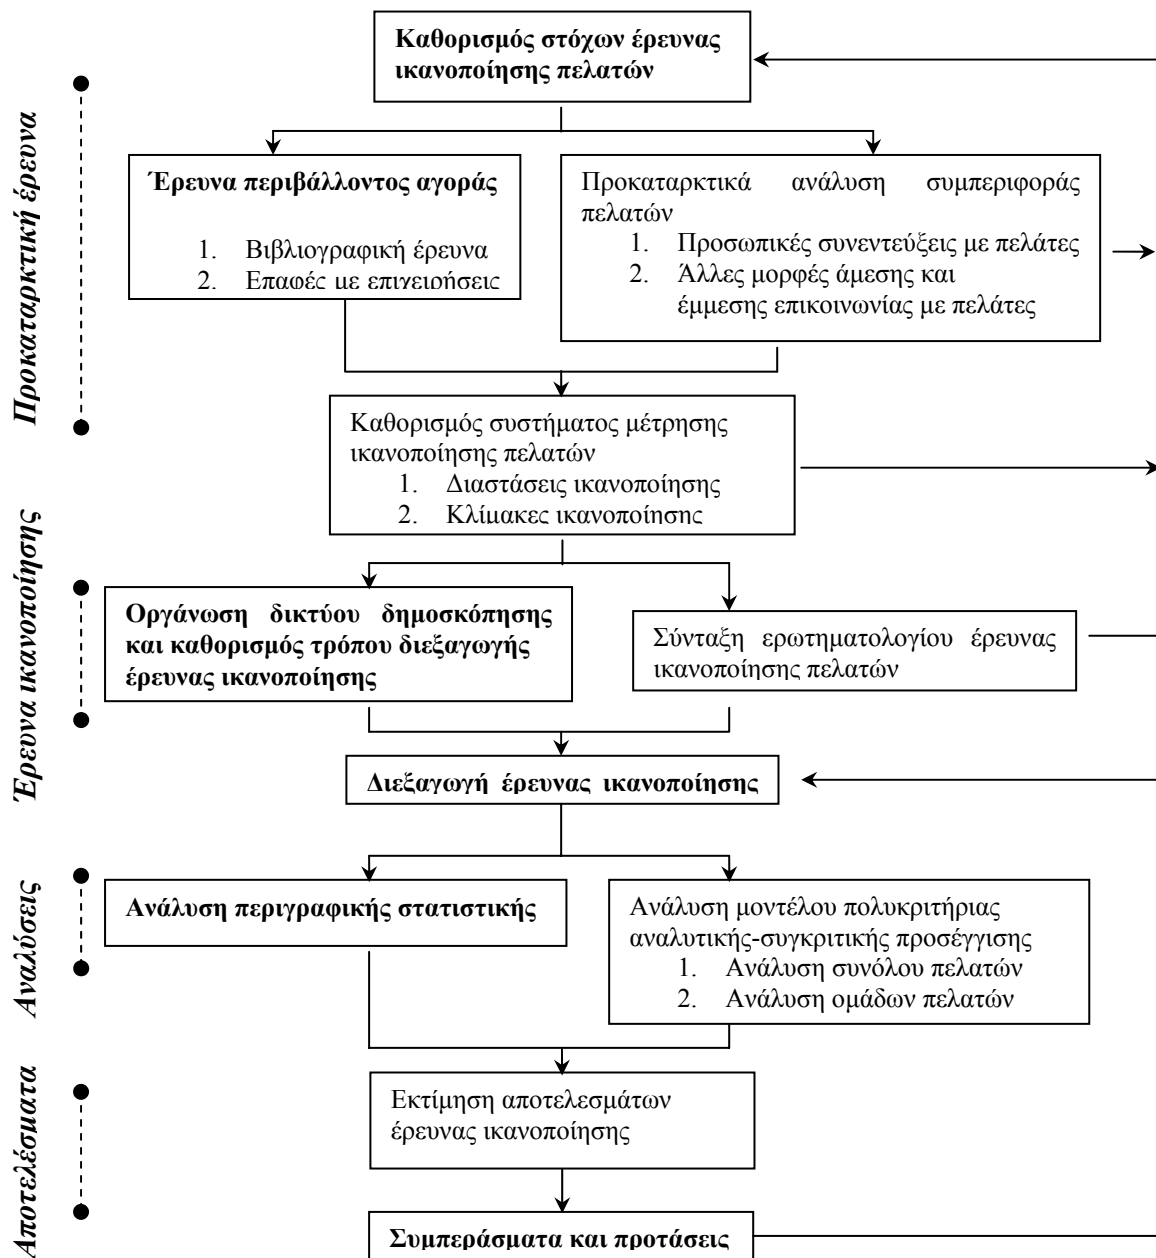 Καθορισμός στόχων έρευνας
ικανοποίησης πελατών
Προκαταρκτική έρευνα
Έρευνα περιβάλλοντος αγοράς
1. Βιβλιογραφική έρευνα
2. Επαφές με επιχειρήσεις
Προκαταρκτικά ανάλυση συμπεριφοράς
πελατών
1. Προσωπικές συνεντεύξεις με πελάτες
2. Άλλες μορφές άμεσης και
έμμεσης επικοινωνίας με πελάτες
Καθορισμός συστήματος μέτρησης
ικανοποίησης πελατών
1. Διαστάσεις ικανοποίησης
2. Κλίμακες ικανοποίησης
Έρευνα ικανοποίησης
Οργάνωση δικτύου δημοσκόπησης
και καθορισμός τρόπου διεξαγωγής
έρευνας ικανοποίησης
Σύνταξη ερωτηματολογίου έρευνας
ικανοποίησης πελατών
Διεξαγωγή έρευνας ικανοποίησης
Αναλύσεις
Ανάλυση περιγραφικής στατιστικής
Ανάλυση μοντέλου πολυκριτήριας
αναλυτικής-συγκριτικής προσέγγισης
1. Ανάλυση συνόλου πελατών
2. Ανάλυση ομάδων πελατών
Αποτελέσματα
Εκτίμηση αποτελεσμάτων
έρευνας ικανοποίησης
Συμπεράσματα και προτάσεις